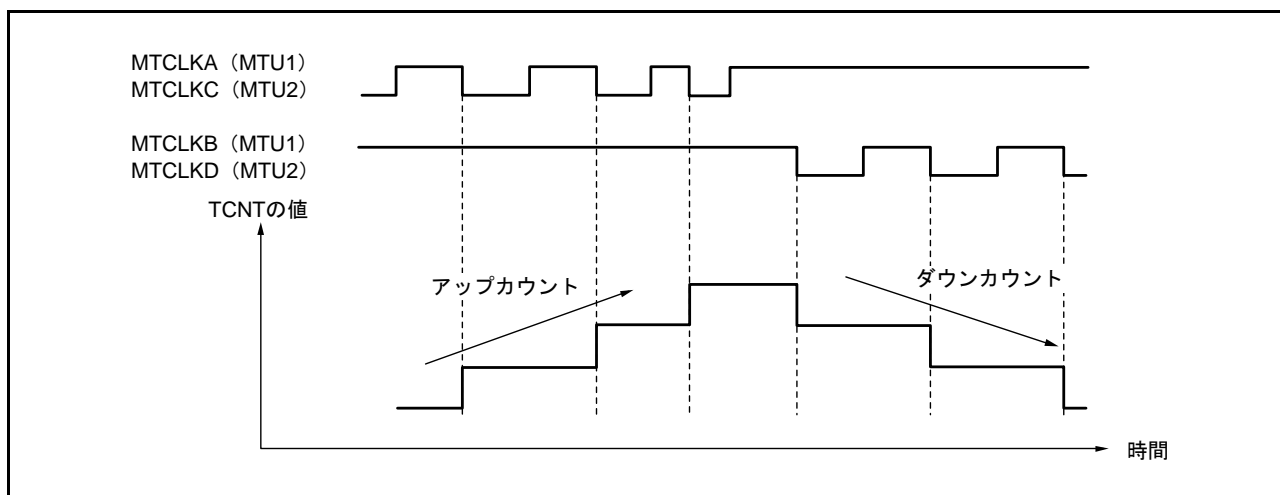 MTCLKA（MTU1）
MTCLKC（MTU2）
MTCLKB（MTU1）
MTCLKD（MTU2）
TCNTの値
アップカウント
ダウンカウント
時間